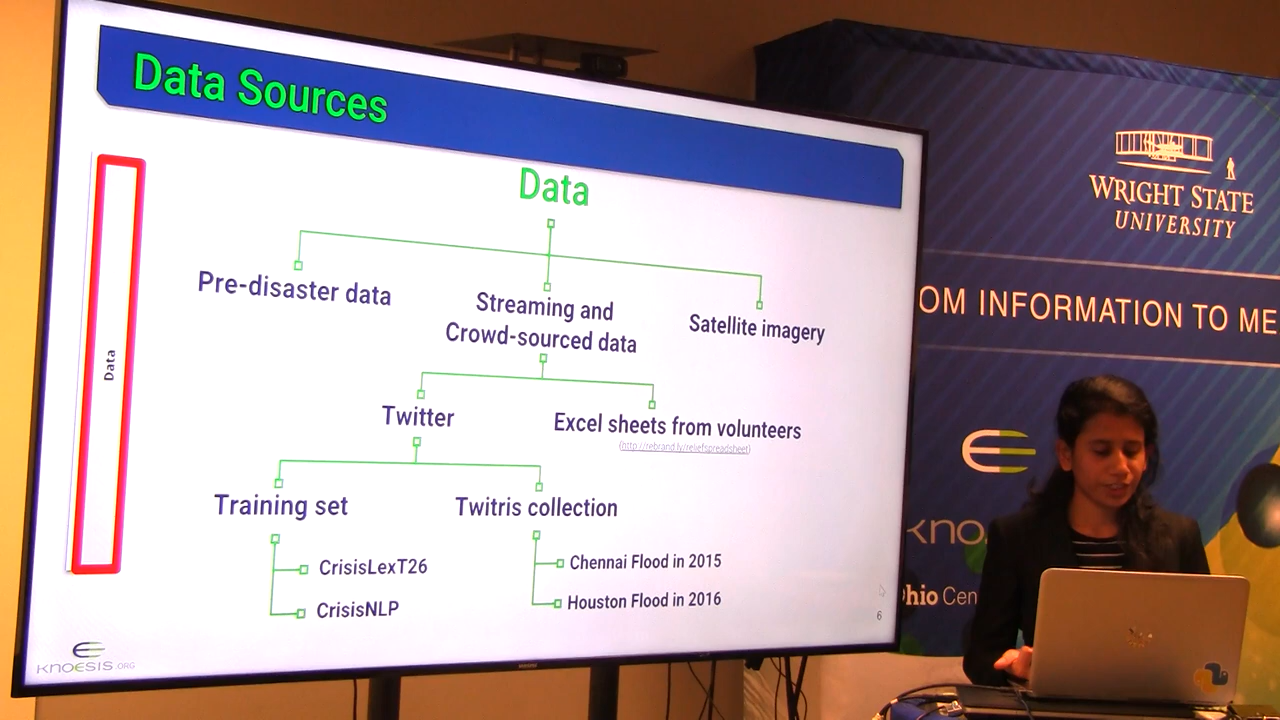 Data Sources
Data
Data
Pre-disaster data
Streaming and
Crowd-sourced data
Satellite imagery
Twitter
Excel sheets from volunteers
(http://rebrand.ly/reliefspreadsheet)
Training set
Twitris collection
CrisisLexT26
Chennai Flood in 2015
CrisisNLP
Houston Flood in 2016
6
KNOESIS.ORG
WRIGHT STATE
UNIVERSITY
OM INFORMATION TO ME
KNO
Ohio Cen